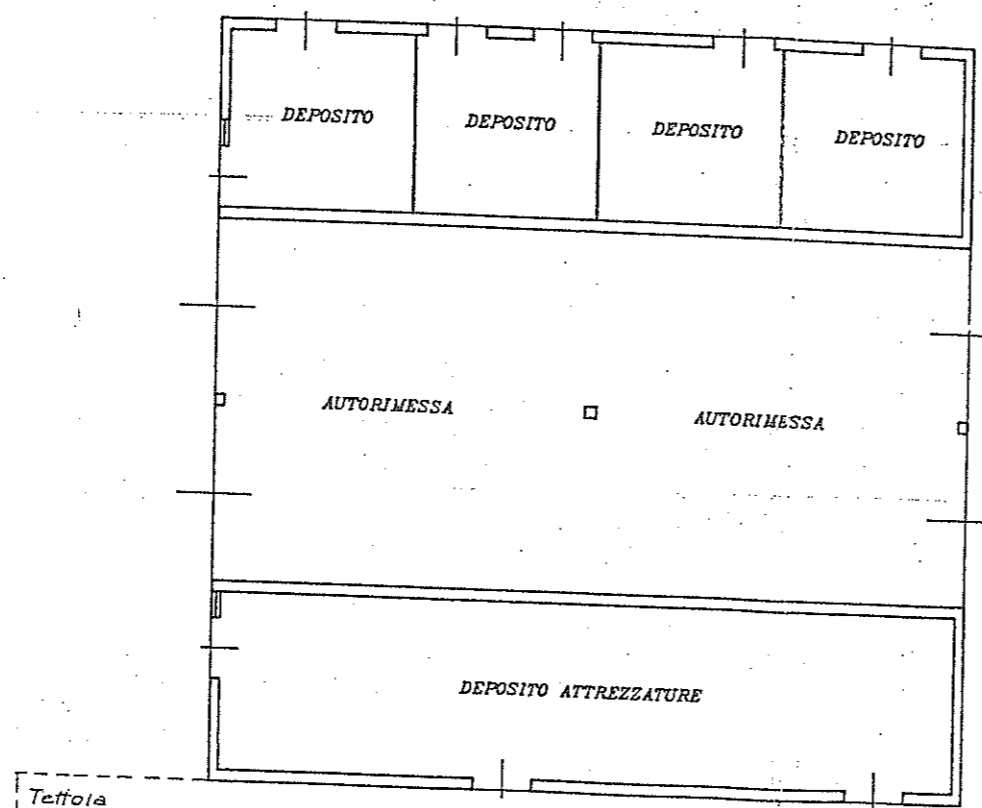 DEPOSITO
DEPOSITO
DEPOSITO
DEPOSITO
AUTORIMESSA
AUTORIMESSA
DEPOSITO ATTREZZATURE
Tettoia